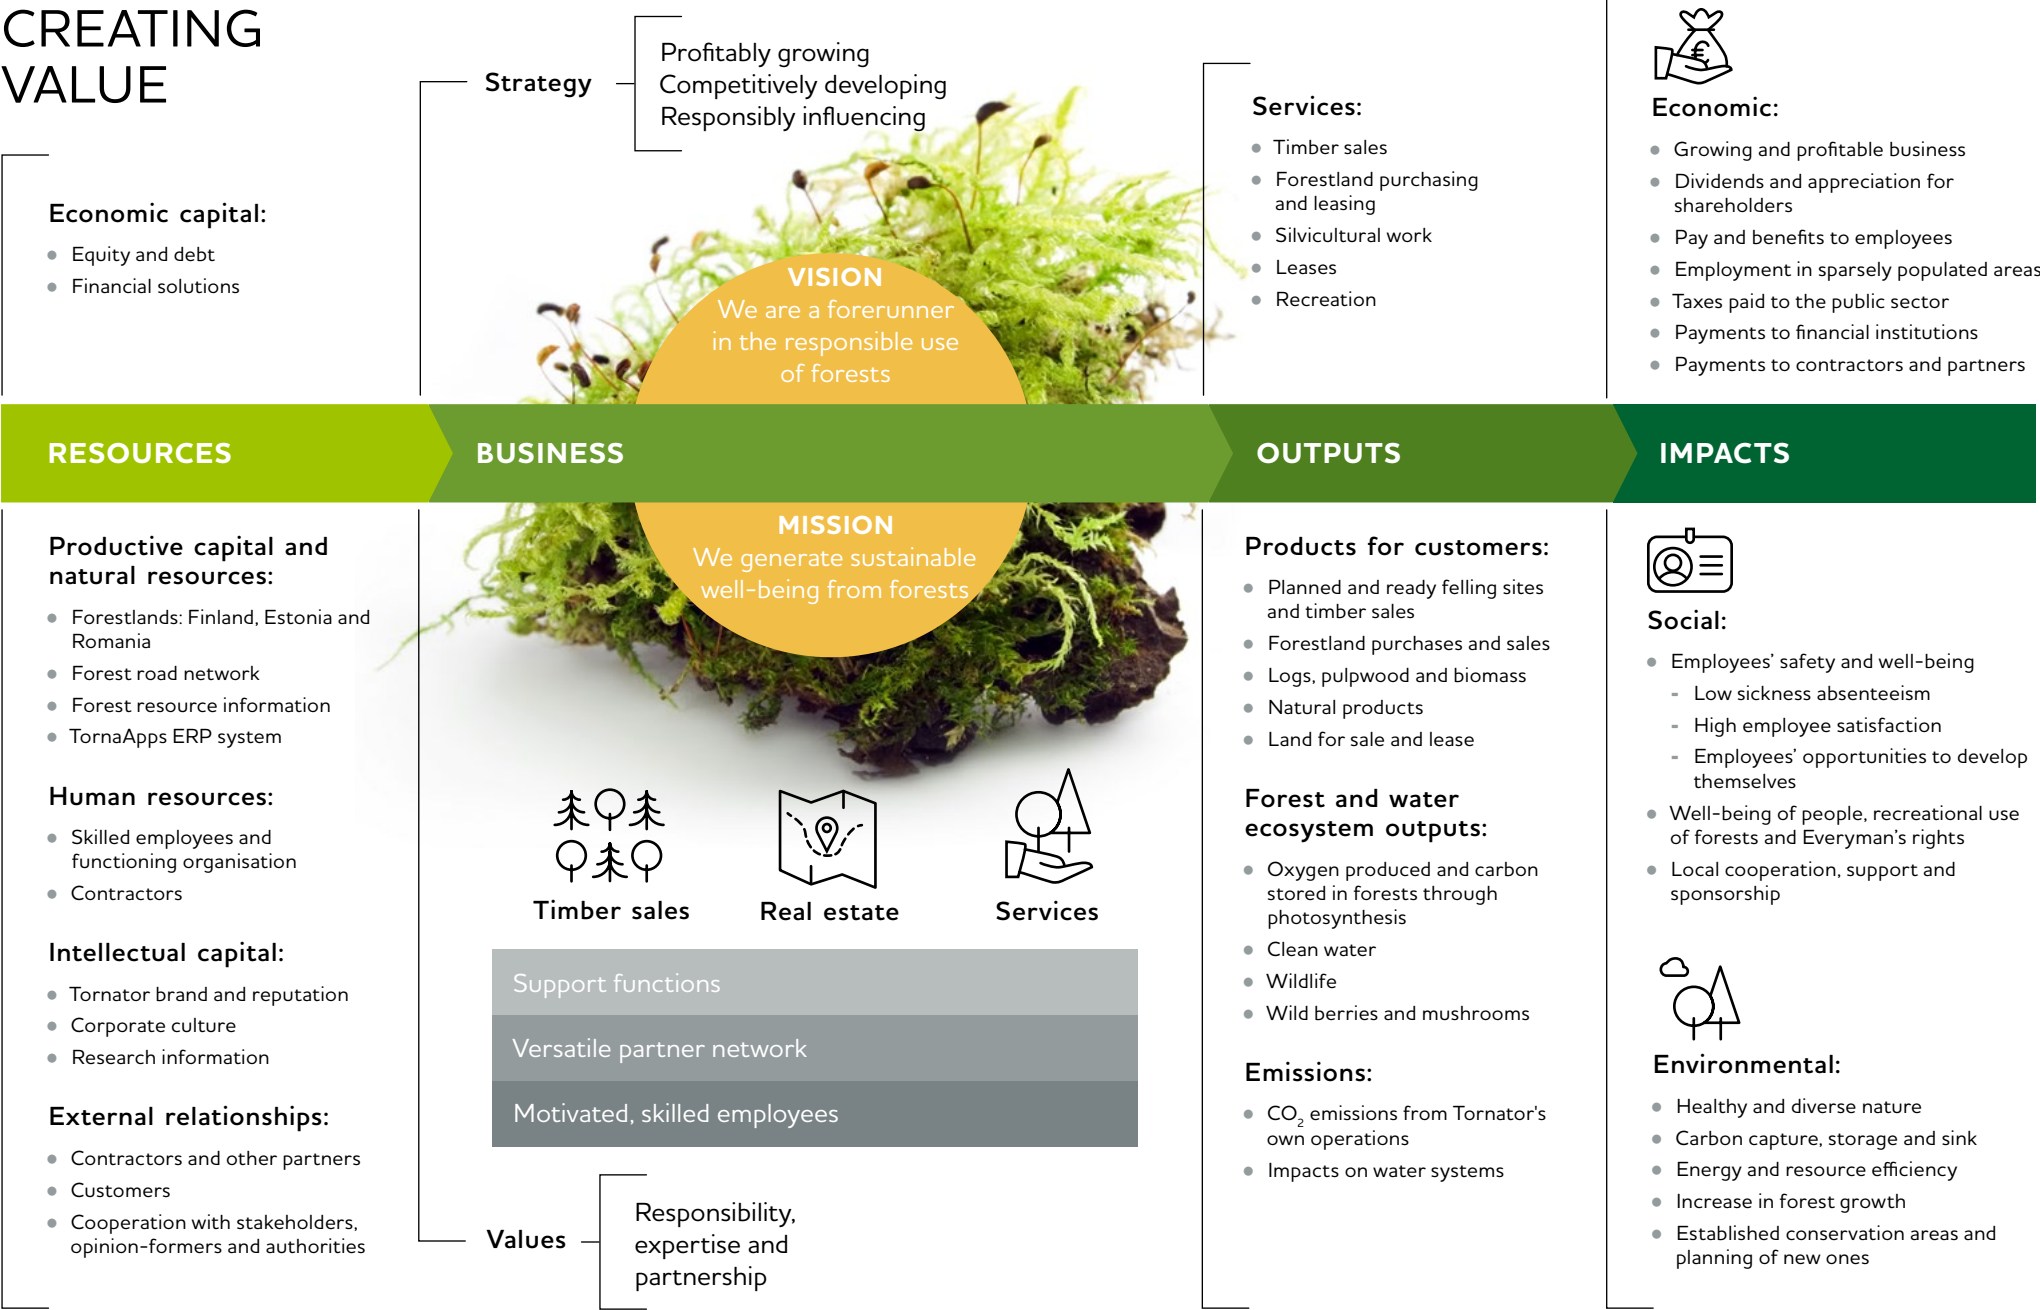 CREATING
VALUE
Economic capital:
Equity and debt
Financial solutions
Strategy
Profitably growing
Competitively developing
Responsibly influencing
VISION
We are a forerunner
in the responsible use
of forests
Services:
Timber sales
Forestland purchasing
and leasing
Silvicultural work
Leases
Recreation
€
Economic:
Growing and profitable business
Dividends and appreciation for
shareholders
Pay and benefits to employees
Employment in sparsely populated areas
Taxes paid to the public sector
Payments to financial institutions
Payments to contractors and partners
RESOURCES
BUSINESS
OUTPUTS
IMPACTS
Productive capital and
natural resources:
Forestlands: Finland, Estonia and
Romania
Forest road network
Forest resource information
TornaApps ERP system
Human resources:
Skilled employees and
functioning organisation
Contractors
Intellectual capital:
Tornator brand and reputation
Corporate culture
Research information
External relationships:
Contractors and other partners
Customers
Cooperation with stakeholders,
opinion-formers and authorities
MISSION
We generate sustainable
well-being from forests
Timber sales
Real estate
Services
Support functions
Versatile partner network
Motivated, skilled employees
Values
Responsibility,
expertise and
partnership
Products for customers:
Planned and ready felling sites
and timber sales
Forestland purchases and sales
Logs, pulpwood and biomass
Natural products
Land for sale and lease
Forest and water
ecosystem outputs:
Oxygen produced and carbon
stored in forests through
photosynthesis
Clean water
Wildlife
Wild berries and mushrooms
Emissions:
CO₂ emissions from Tornator's
own operations
Impacts on water systems
Social:
Employees’ safety and well-being
- Low sickness absenteeism
- High employee satisfaction
- Employees’ opportunities to develop
themselves
Well-being of people, recreational use
of forests and Everyman’s rights
Local cooperation, support and
sponsorship
Environmental:
Healthy and diverse nature
Carbon capture, storage and sink
Energy and resource efficiency
Increase in forest growth
Established conservation areas and
planning of new ones